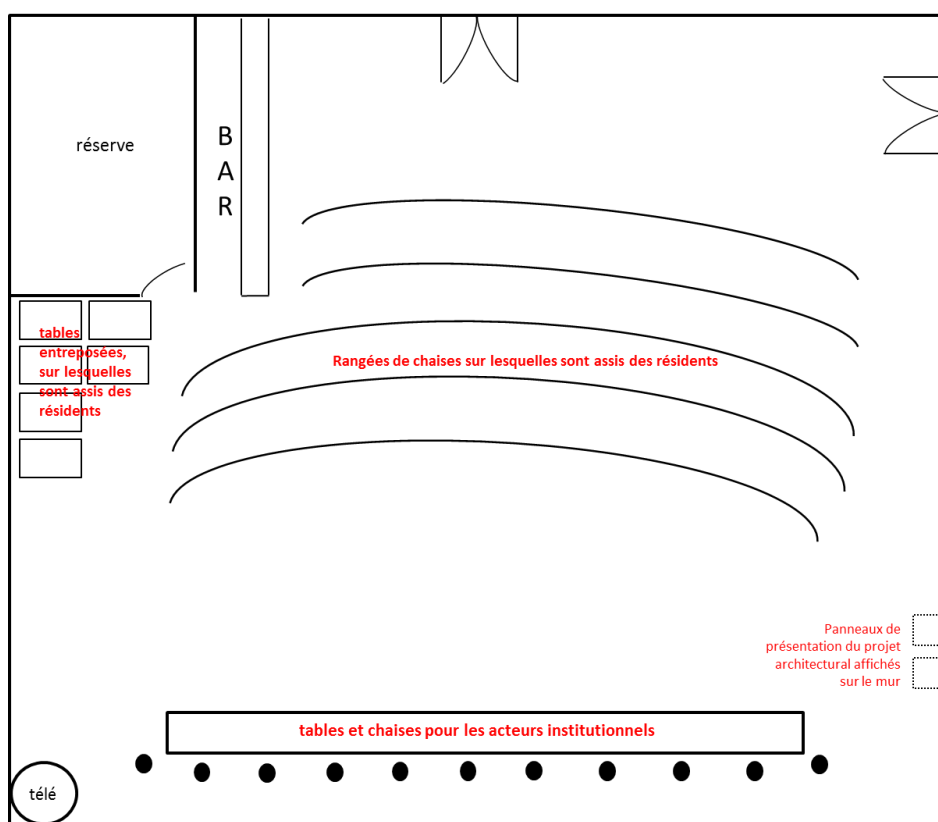 réserve
B
A
R
tables
entreposées,
sur lesquelles
sont assis des
résidents
Rangées de chaises sur lesquelles sont assis des résidents
Panneaux de
présentation du projet
architectural affichés
sur le mur
tables et chaises pour les acteurs institutionnels
télé